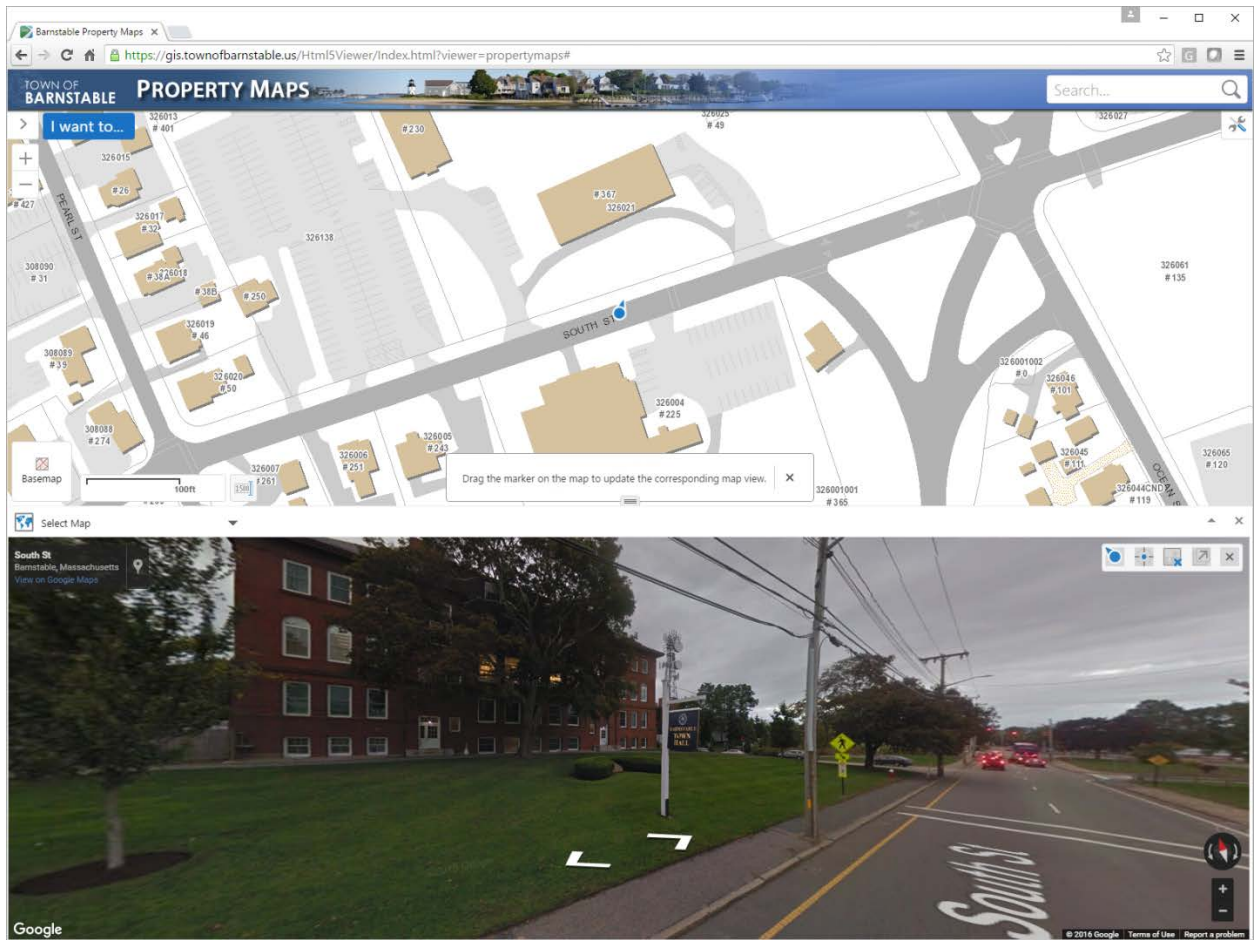 Barnstable Property Maps
https://gis.townofbarnstable.us/Html5Viewer/Index.html?viewer=propertymaps#
TOWN OF
BARNSTABLE
PROPERTY MAPS
Search...
I want to...
326013
# 401
#230
326025
# 49
326027
326015
#26
# 427
PEARL ST
326017
# 32
#367
326021
326138
308090
# 31
326018
# 38A
# 38B
# 250
326061
# 135
SOUTH ST
326019
# 46
308089
# 39
326020
# 50
326001002
# 0
326046
# 101
326004
# 225
308088
# 274
326005
# 243
326006
# 251
326007
# 261
326045
# 111
326065
# 120
OCEAN S
326044CND
# 119
326001001
# 365
Basemap
100ft
Drag the marker on the map to update the corresponding map view.
Select Map
South St
Barnstable, Massachusetts
View on Google Maps
BARNSTABLE
TOWN
HALL
South St
Google
© 2016 Google
Terms of Use
Report a problem